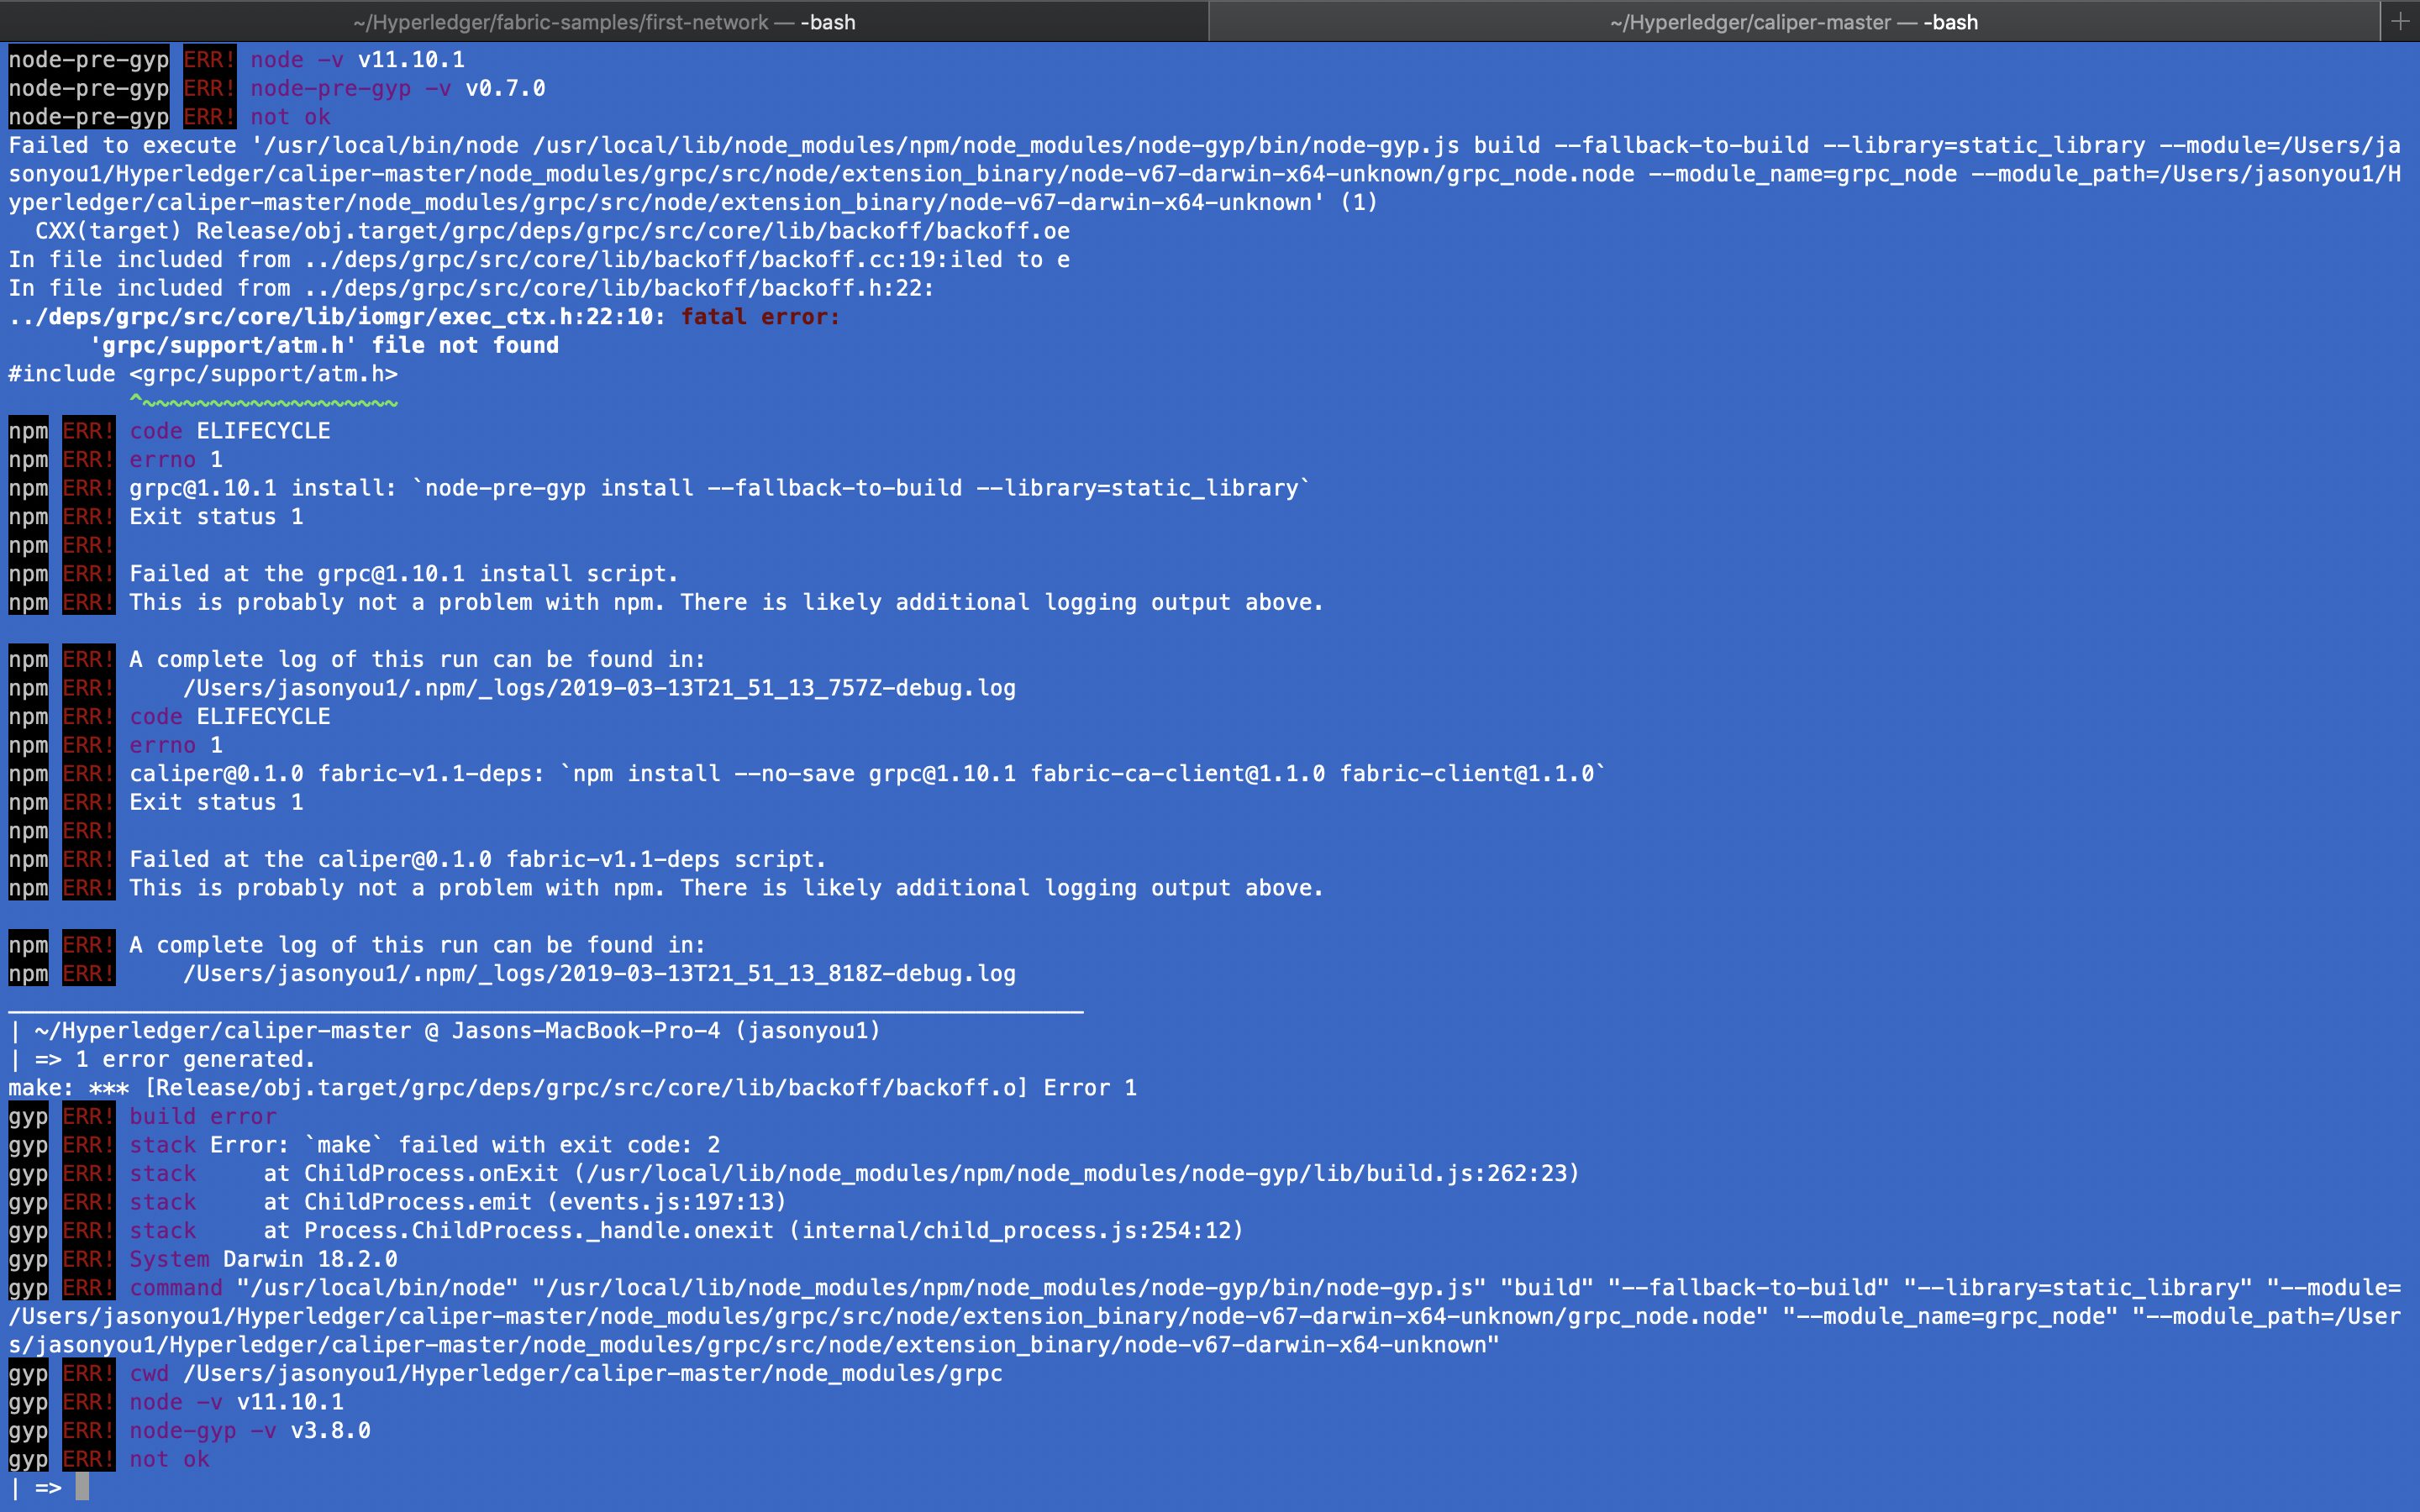 ~/Hyperledger/fabric-samples/first-network — -bash
~/Hyperledger/caliper-master — -bash
+
node-pre-gyp ERR! node -v v11.10.1
node-pre-gyp ERR! node-pre-gyp -v v0.7.0
node-pre-gyp ERR! not ok
Failed to execute '/usr/local/bin/node /usr/local/lib/node_modules/npm/node_modules/node-gyp/bin/node-gyp.js build --fallback-to-build --library=static_library --module=/Users/ja
sonyou1/Hyperledger/caliper-master/node_modules/grpc/src/node/extension_binary/node-v67-darwin-x64-unknown/grpc_node.node --module_name=grpc_node --module_path=/Users/jasonyou1/H
yperledger/caliper-master/node_modules/grpc/src/node/extension_binary/node-v67-darwin-x64-unknown' (1)
  CXX(target) Release/obj.target/grpc/deps/grpc/src/core/lib/backoff/backoff.oe
In file included from ../deps/grpc/src/core/lib/backoff/backoff.cc:19:iled to e
In file included from ../deps/grpc/src/core/lib/backoff/backoff.h:22:
../deps/grpc/src/core/lib/iomgr/exec_ctx.h:22:10: fatal error:
      'grpc/support/atm.h' file not found
#include <grpc/support/atm.h>
         ^~~~~~~~~~~~~~~~~~~~
npm ERR! code ELIFECYCLE
npm ERR! errno 1
npm ERR! grpc@1.10.1 install: `node-pre-gyp install --fallback-to-build --library=static_library`
npm ERR! Exit status 1
npm ERR!
npm ERR! Failed at the grpc@1.10.1 install script.
npm ERR! This is probably not a problem with npm. There is likely additional logging output above.
npm ERR! A complete log of this run can be found in:
npm ERR!     /Users/jasonyou1/.npm/_logs/2019-03-13T21_51_13_757Z-debug.log
npm ERR! code ELIFECYCLE
npm ERR! errno 1
npm ERR! caliper@0.1.0 fabric-v1.1-deps: `npm install --no-save grpc@1.10.1 fabric-ca-client@1.1.0 fabric-client@1.1.0`
npm ERR! Exit status 1
npm ERR!
npm ERR! Failed at the caliper@0.1.0 fabric-v1.1-deps script.
npm ERR! This is probably not a problem with npm. There is likely additional logging output above.
npm ERR! A complete log of this run can be found in:
npm ERR!     /Users/jasonyou1/.npm/_logs/2019-03-13T21_51_13_818Z-debug.log
________________________________________________________________________________
| ~/Hyperledger/caliper-master @ Jasons-MacBook-Pro-4 (jasonyou1)
| => 1 error generated.
make: *** [Release/obj.target/grpc/deps/grpc/src/core/lib/backoff/backoff.o] Error 1
gyp ERR! build error
gyp ERR! stack Error: `make` failed with exit code: 2
gyp ERR! stack     at ChildProcess.onExit (/usr/local/lib/node_modules/npm/node_modules/node-gyp/lib/build.js:262:23)
gyp ERR! stack     at ChildProcess.emit (events.js:197:13)
gyp ERR! stack     at Process.ChildProcess._handle.onexit (internal/child_process.js:254:12)
gyp ERR! System Darwin 18.2.0
gyp ERR! command "/usr/local/bin/node" "/usr/local/lib/node_modules/npm/node_modules/node-gyp/bin/node-gyp.js" "build" "--fallback-to-build" "--library=static_library" "--module=
/Users/jasonyou1/Hyperledger/caliper-master/node_modules/grpc/src/node/extension_binary/node-v67-darwin-x64-unknown/grpc_node.node" "--module_name=grpc_node" "--module_path=/User
s/jasonyou1/Hyperledger/caliper-master/node_modules/grpc/src/node/extension_binary/node-v67-darwin-x64-unknown"
gyp ERR! cwd /Users/jasonyou1/Hyperledger/caliper-master/node_modules/grpc
gyp ERR! node -v v11.10.1
gyp ERR! node-gyp -v v3.8.0
gyp ERR! not ok
| =>